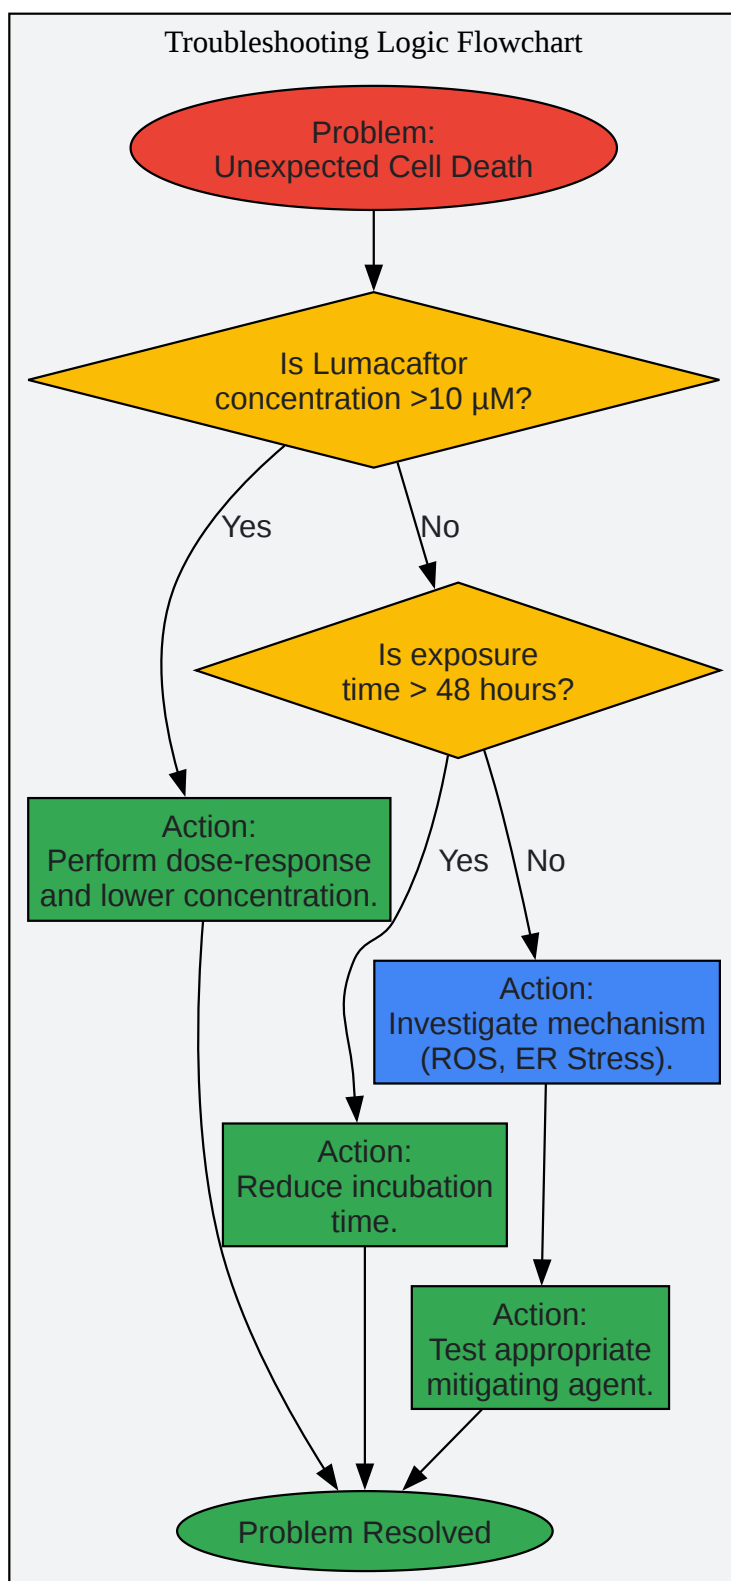 Troubleshooting Logic Flowchart
Problem:
Unexpected Cell Death
Is Lumacaftor
concentration >10 µM?
Yes
No
Is exposure
time > 48 hours?
Action:
Perform dose-response
and lower concentration.
Yes
No
Action:
Investigate mechanism
(ROS, ER Stress).
Action:
Reduce incubation
time.
Action:
Test appropriate
mitigating agent.
Problem Resolved